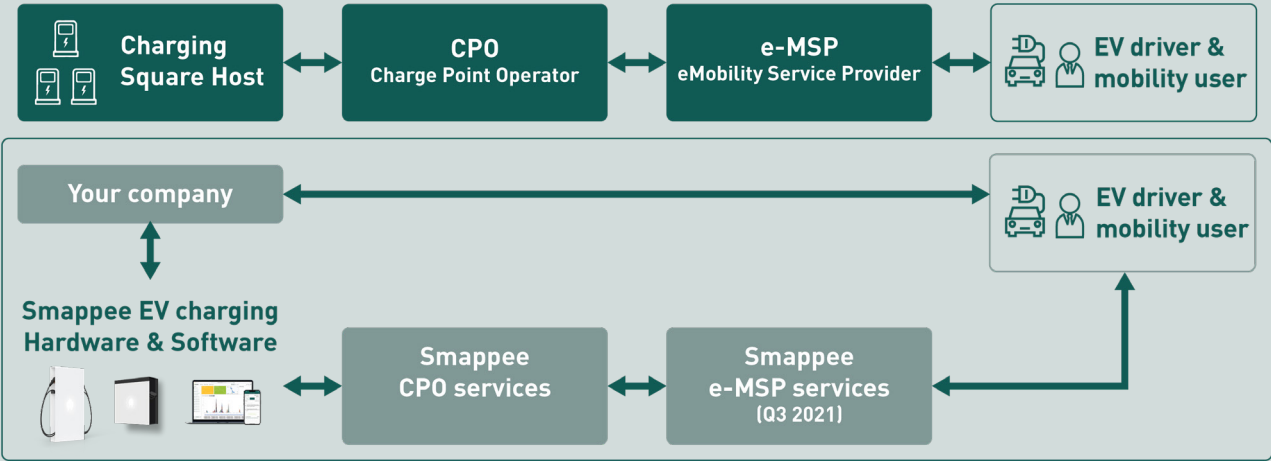 Charging
Square Host
CPO
Charge Point Operator
e-MSP
eMobility Service Provider
EV driver &
mobility user
Your company
EV driver &
mobility user
Smappee EV charging
Hardware & Software
Smappee
CPO services
Smappee
e-MSP services
(Q3 2021)